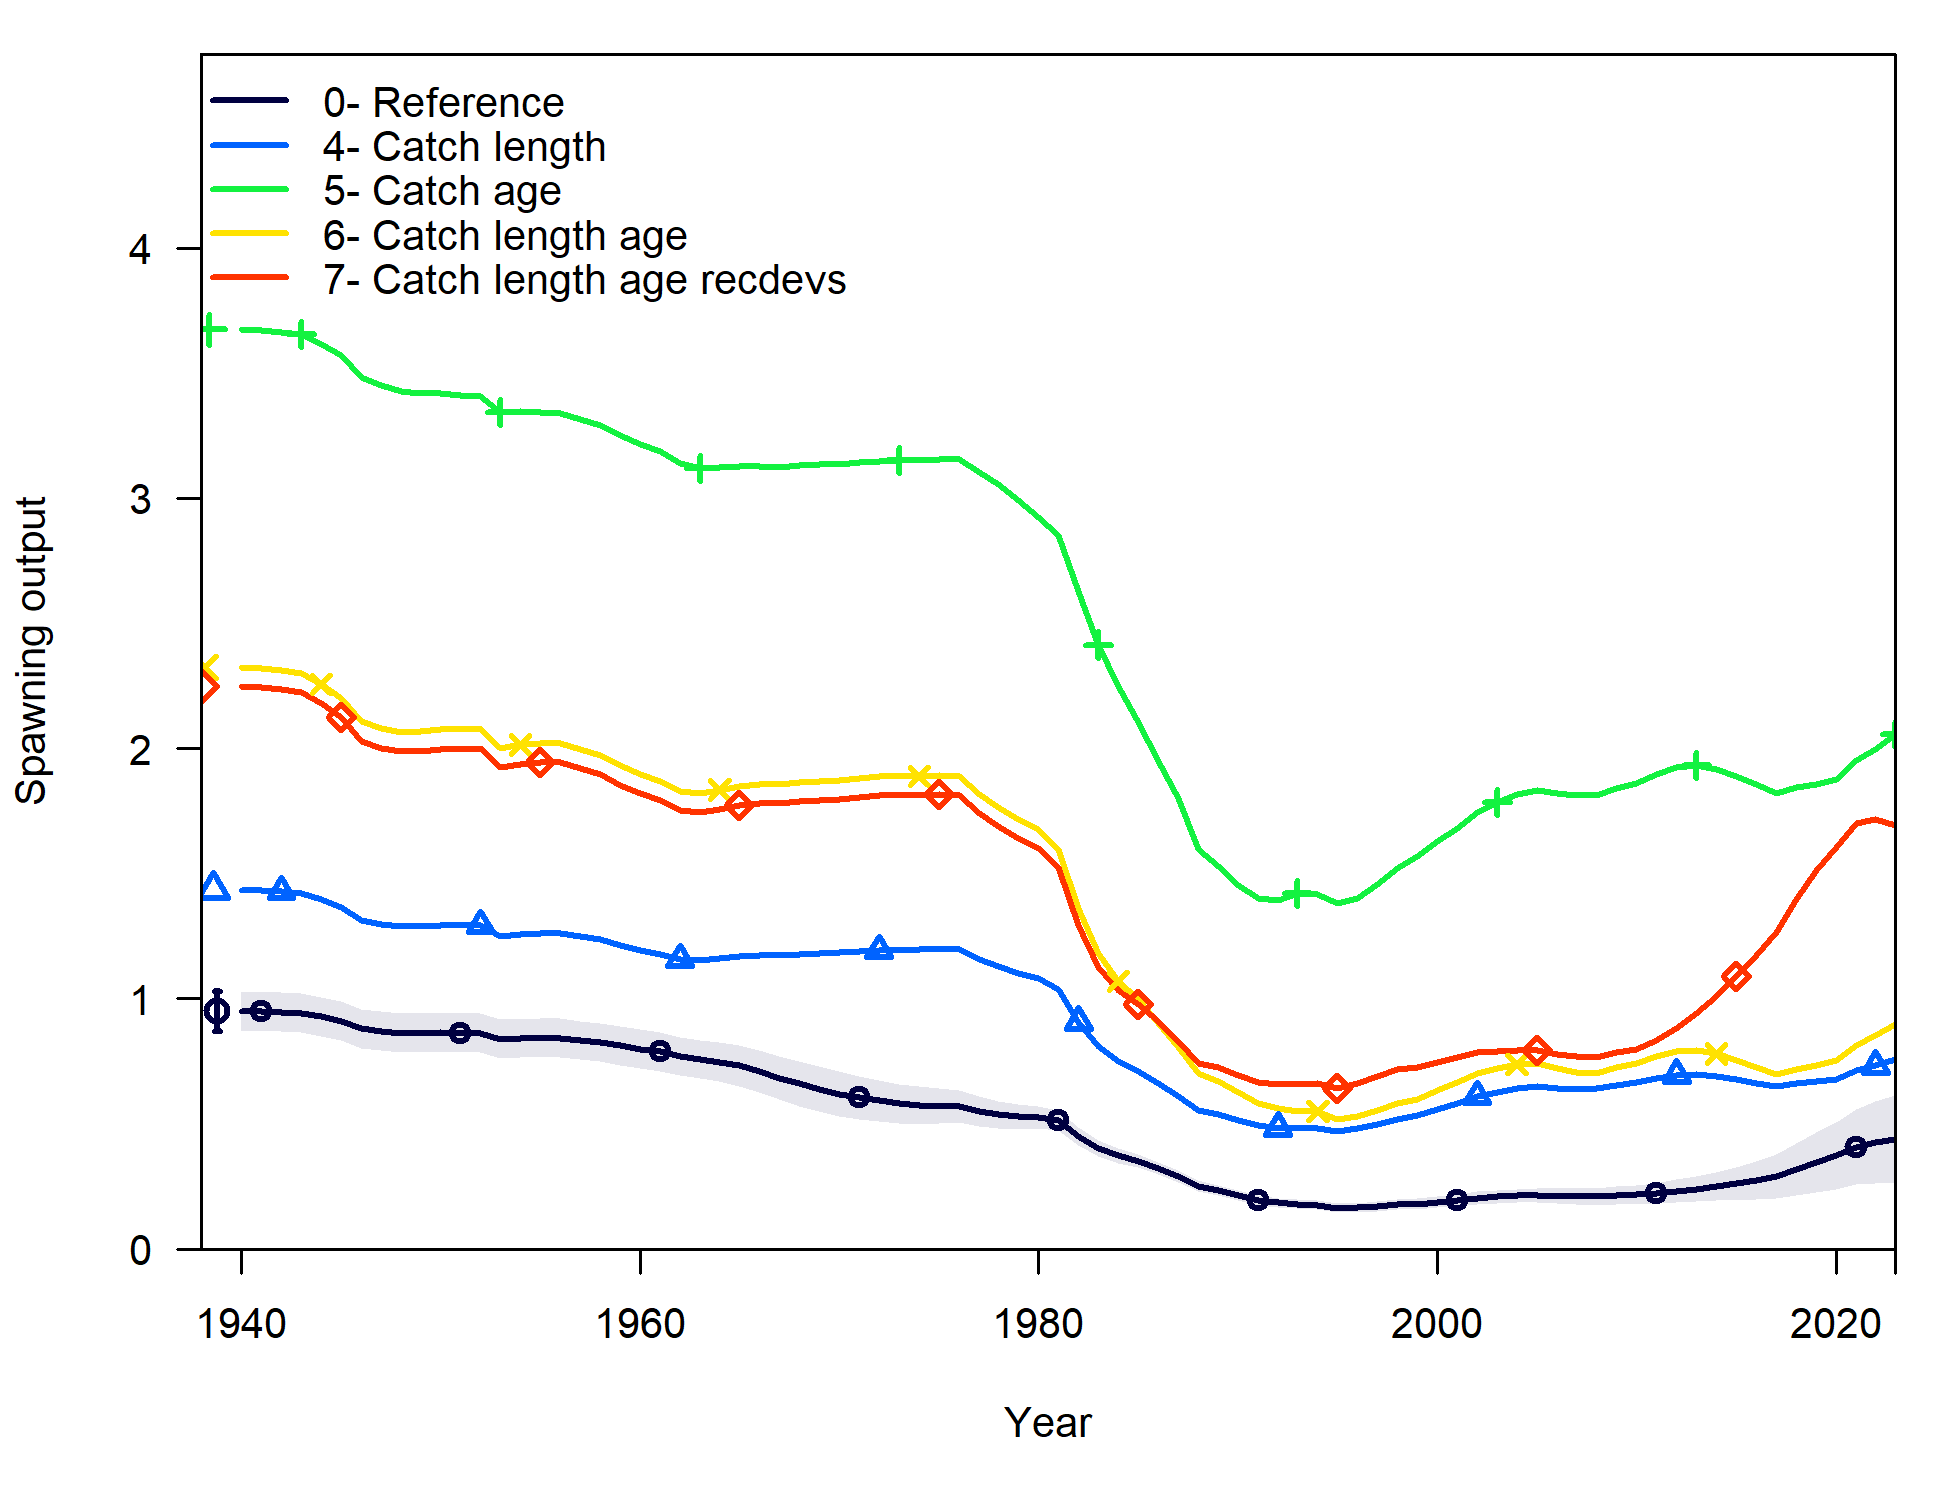 0- Reference
4- Catch length
5- Catch age
6- Catch length age
7- Catch length age recdevs
4
3
2
1
0
Spawning output
1940 1960 1980 2000 2020
Year